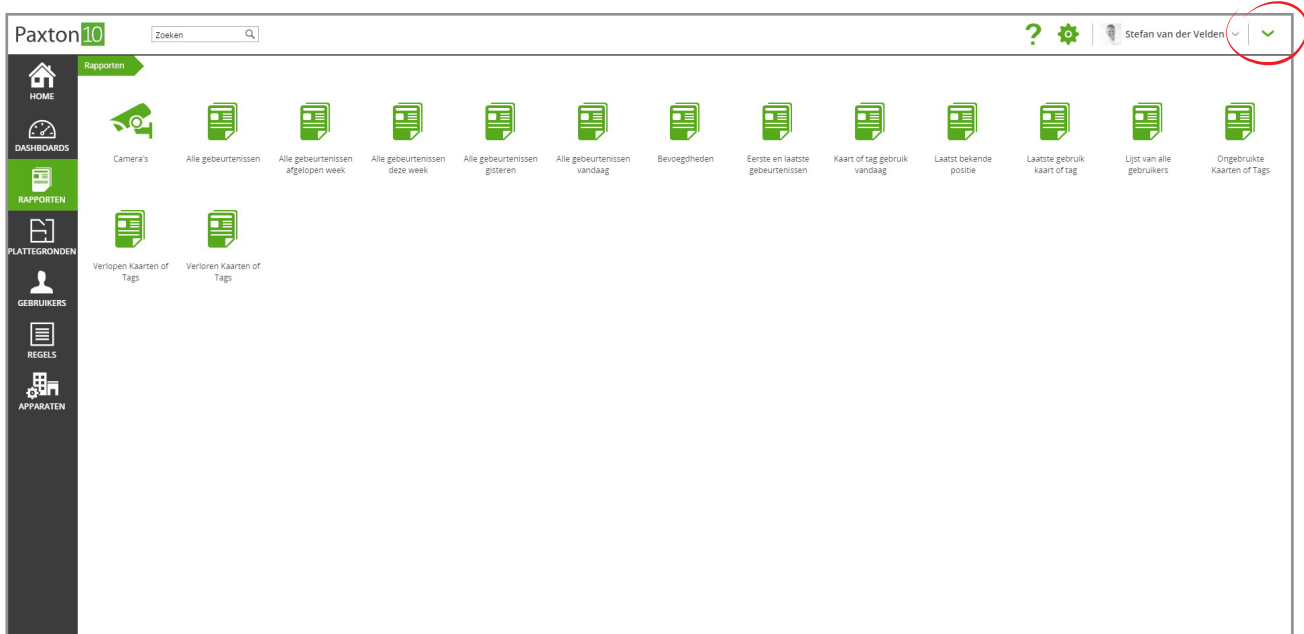 Paxton 10
Zoeken
Stefan van der Velden
HOME
DASHBOARDS
RAPPORTEN
PLATTEGRONDEN
GEBRUIKERS
REGELS
APPARATEN
Rapporten
Camera's
Alle gebeurtenissen
Alle gebeurtenissen
afgelopen week
Alle gebeurtenissen
deze week
Alle gebeurtenissen
gisteren
Alle gebeurtenissen
vandaag
Bevoegdheden
Eerste en laatste
gebeurtenissen
Kaart of tag gebruik
vandaag
Laatst bekende
positie
Laatste gebruik
kaart of tag
Lijst van alle
gebruikers
Ongebruikte
Kaarten of Tags
Verlopen Kaarten of
Tags
Verloren Kaarten of
Tags